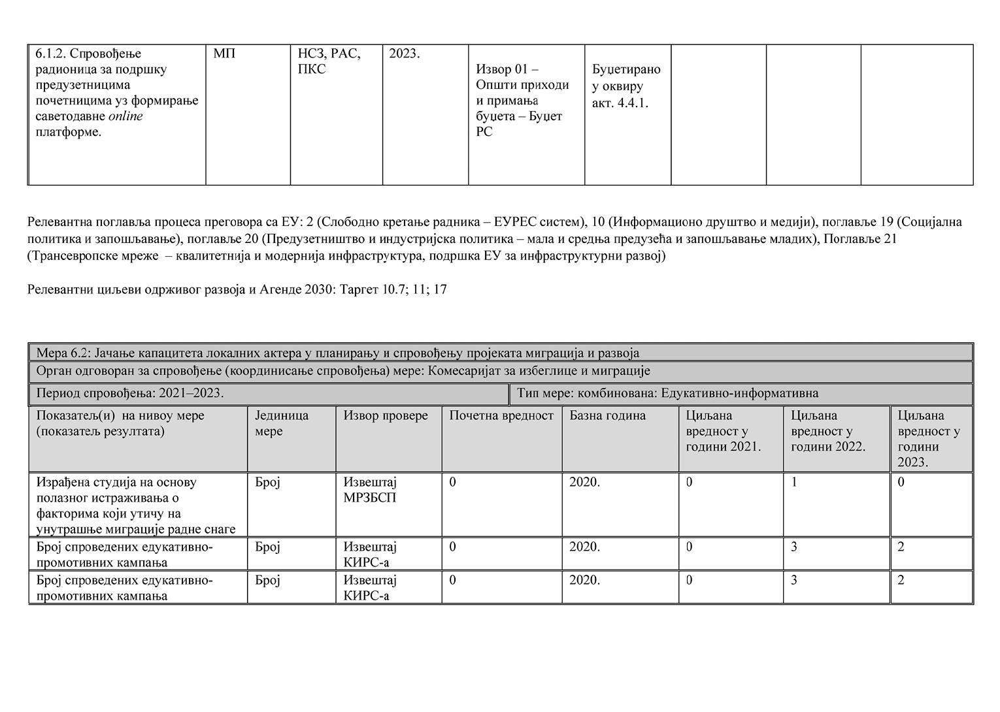 6.1.2. Спровођење
радионица за подршку
предузетницима
почетницима уз формирање
саветодавне online
платформе.
МП
НСЗ, РАС,
ПКС
2023.
Извор 01 –
Општи приходи
и примања
буџета – Буџет
РС
Буџетирано
у оквиру
акт. 4.4.1.
Релевантна поглавља процеса преговора са ЕУ: 2 (Слободно кретање радника – ЕУРЕС систем), 10 (Информационо друштво и медији), поглавље 19 (Социјална
политика и запошљавање), поглавље 20 (Предузетништво и индустријска политика – мала и средња предузећа и запошљавање младих), Поглавље 21
(Трансевропске мреже – квалитетнија и модернија инфраструктура, подршка ЕУ за инфраструктурни развој)
Релевантни циљеви одрживог развоја и Агенде 2030: Таргет 10.7; 11; 17
Мера 6.2: Јачање капацитета локалних актера у планирању и спровођењу пројеката миграција и развоја
Орган одговоран за спровођење (координисање спровођења) мере: Комесаријат за избеглице и миграције
Период спровођења: 2021–2023.
Тип мере: комбинована: Едукативно-информативна
Показатељ(и) на нивоу мере
(показатељ резултата)
Јединица
мере
Извор провере
Почетна вредност
Базна година
Циљана
вредност у
години 2021.
Циљана
вредност у
години 2022.
Циљана
вредност у
години
2023.
Израђена студија на основу
полазног истраживања о
факторима који утичу на
унутрашње миграције радне снаге
Број
Извештај
МРЗБСП
0
2020.
0
1
0
Број спроведених едукативно-
промотивних кампања
Број
Извештај
КИРС-а
0
2020.
0
3
2
Број спроведених едукативно-
промотивних кампања
Број
Извештај
КИРС-а
0
2020.
0
3
2